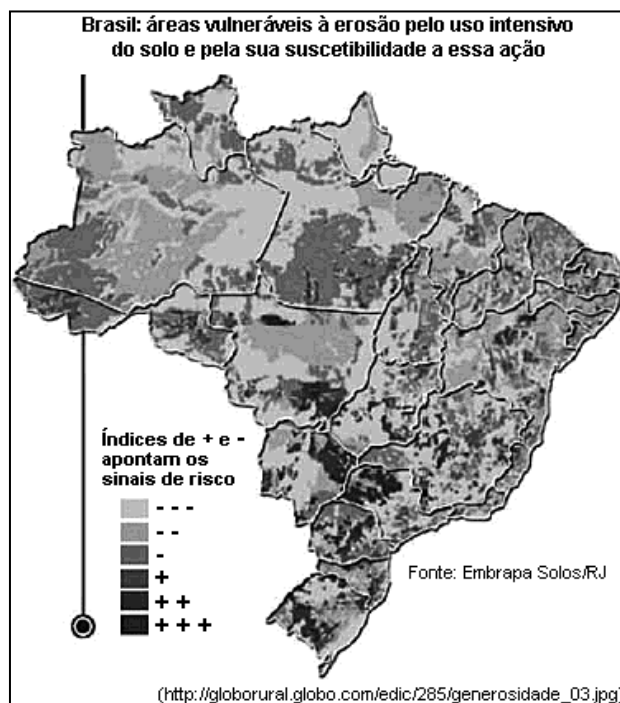 Brasil: áreas vulneráveis à erosão pelo uso intensivo
do solo e pela sua suscetibilidade a essa ação
Índices de + e -
apontam os
sinais de risco
- - -
- -
-
+
+ +
+ + +
Fonte: Embrapa Solos/RJ
(http://globorural.globo.com/edic/285/generosidade_03.jpg)